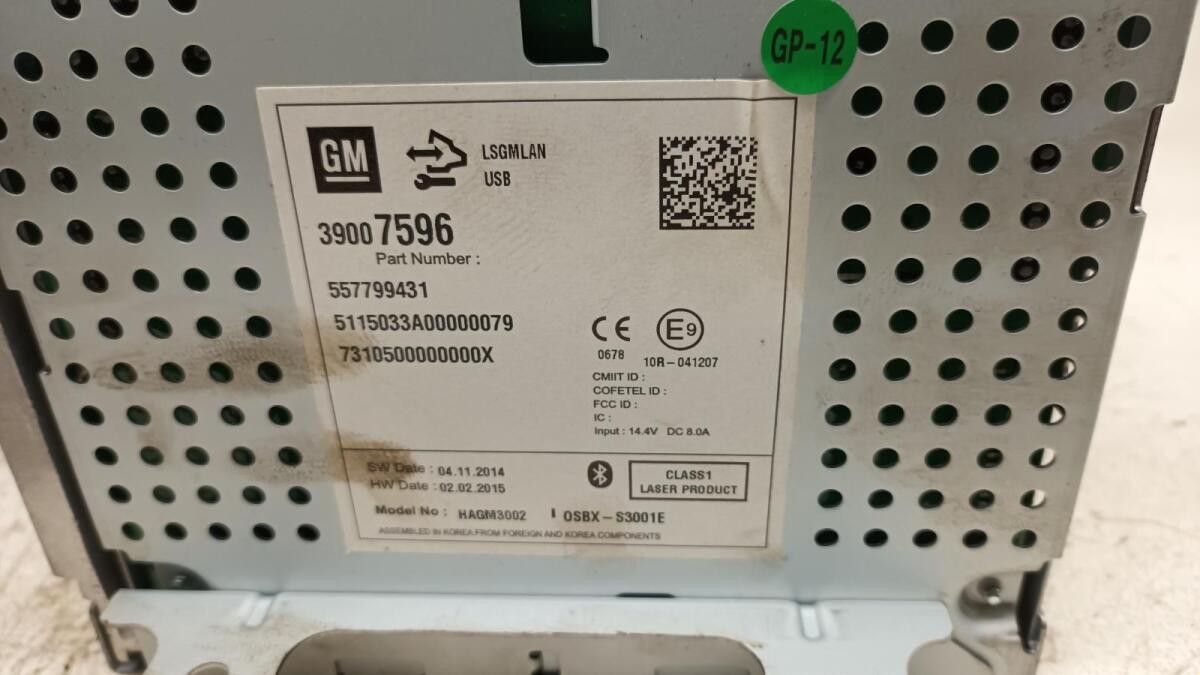 GP-12
GM
LSGMLAN
USB
3900 7596
Part Number :
557799431
5115033A00000079
7310500000000X
CE
E9
0678
10R-041207
CMIIT ID :
COFETEL ID :
FCC ID :
IC :
Input : 14.4V DC 8.0A
SW Date : 04.11.2014
HW Date : 02.02.2015
CLASS1
LASER PRODUCT
Model No : HAGM3002 OSBX-S3001E
ASSEMBLED IN KOREA FROM FOREIGN AND KOREA COMPONENTS